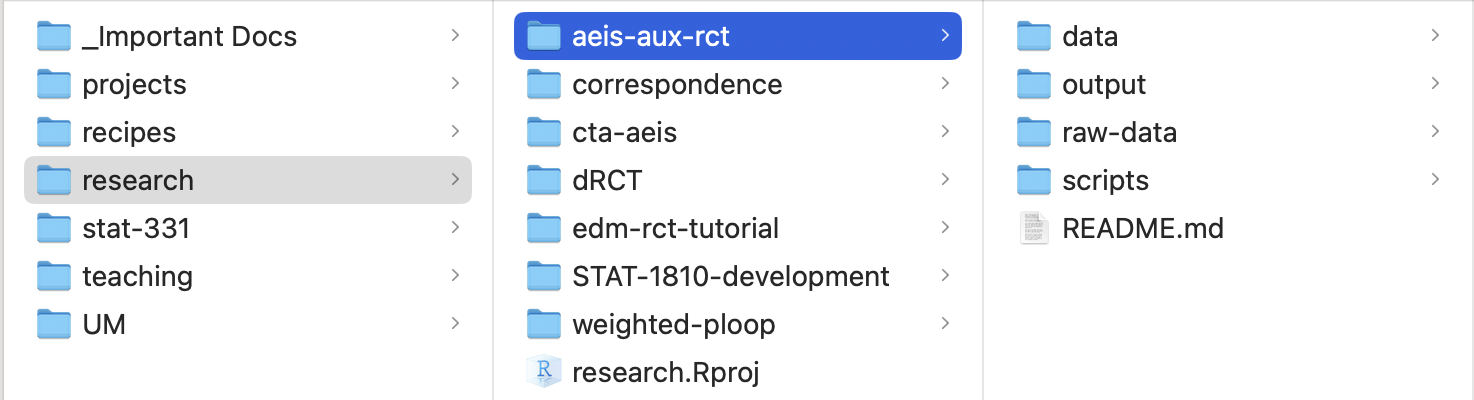 _Important Docs
projects
recipes
research
stat-331
teaching
UM
aeis-aux-rct
correspondence
cta-aeis
dRCT
edm-rct-tutorial
STAT-1810-development
weighted-ploop
R
research.Rproj
data
output
raw-data
scripts
README.md